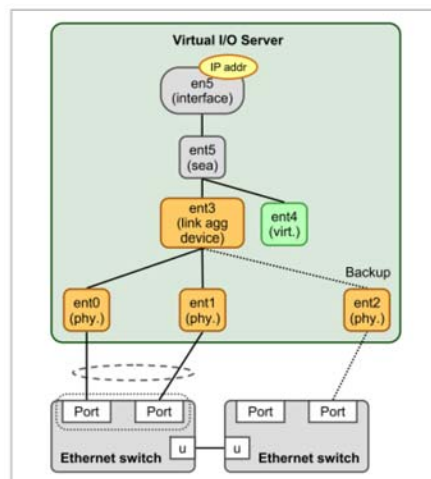 Virtual I/O Server
IP addr
en5
(interface)
ent5
(sea)
ent3
(link agg
device)
ent4
(virt.)
Backup
ent0
(phy.)
ent1
(phy.)
ent2
(phy.)
Port
Port
Port
Port
u
u
Ethernet switch
Ethernet switch